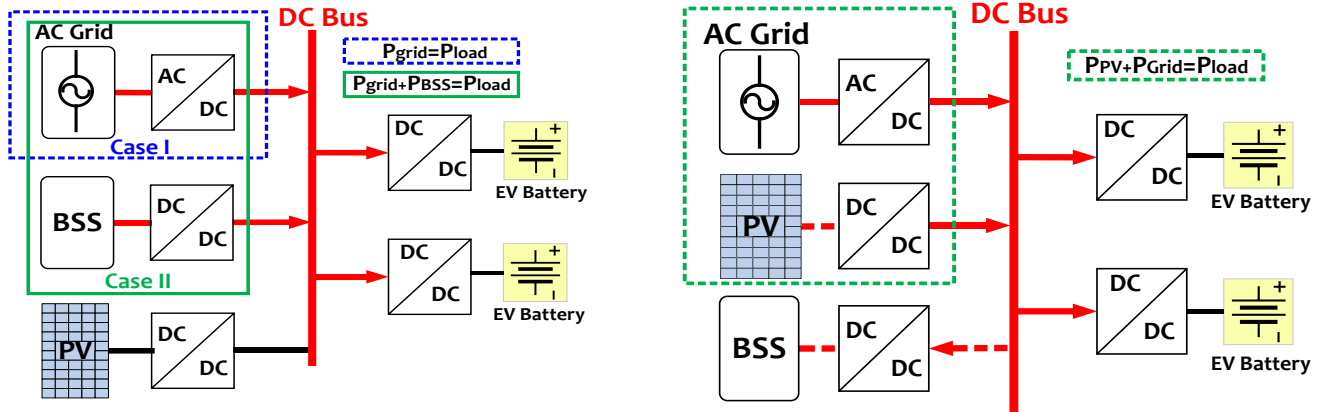 DC Bus
AC Grid
AC
DC
Case I
Pgrid=Pload
Pgrid+PBSS=Pload
DC
DC
EV Battery
BSS
DC
DC
Case II
DC
DC
EV Battery
PV
DC
DC
DC Bus
AC Grid
AC
DC
PPV+PGrid=Pload
DC
DC
EV Battery
PV
DC
DC
BSS
DC
DC
DC
DC
EV Battery